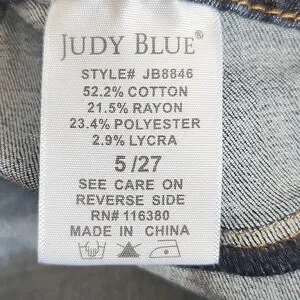 JUDY BLUE®
STYLE# JB8846
52.2% COTTON
21.5% RAYON
23.4% POLYESTER
2.9% LYCRA
5/27
SEE CARE ON
REVERSE SIDE
RN# 116380
MADE IN CHINA